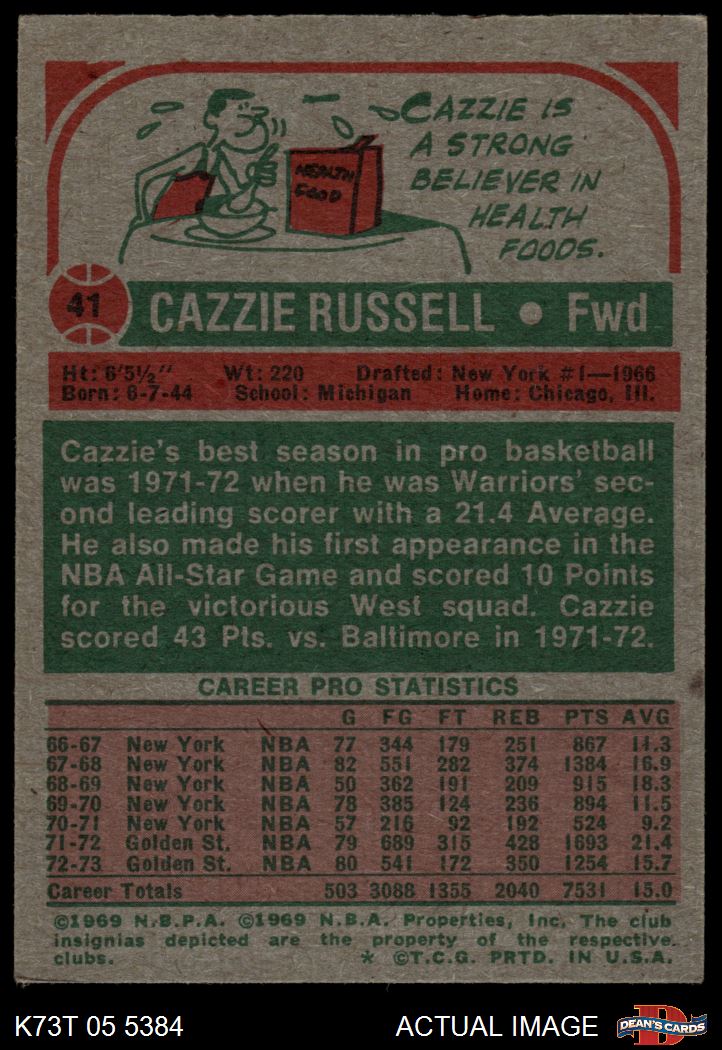 CAZZIE IS
A STRONG
BELIEVER IN
HEALTH
FOODS.
HEALTH
FOOD
41
CAZZIE RUSSELL • Fwd
Ht: 6'5½" Wt: 220 Drafted: New York #1—1966
Born: 6-7-44 School: Michigan Home: Chicago, Ill.
Cazzie's best season in pro basketball
was 1971-72 when he was Warriors' sec-
ond leading scorer with a 21.4 Average.
He also made his first appearance in the
NBA All-Star Game and scored 10 Points
for the victorious West squad. Cazzie
scored 43 Pts. vs. Baltimore in 1971-72.
CAREER PRO STATISTICS
G FG FT REB PTS AVG
66-67 New York NBA 77 344 179 251 867 11.3
67-68 New York NBA 82 551 282 374 1384 16.9
68-69 New York NBA 50 362 191 209 915 18.3
69-70 New York NBA 78 385 124 236 894 11.5
70-71 New York NBA 57 216 92 192 524 9.2
71-72 Golden St. NBA 79 689 315 428 1693 21.4
72-73 Golden St. NBA 80 541 172 350 1254 15.7
Career Totals 503 3088 1355 2040 7531 15.0
©1969 N.B.P.A. ©1969 N.B.A. Properties, Inc. The club
insignias depicted are the property of the respective
clubs. * ©T.C.G. PRTD. IN U.S.A.
K73T 05 5384 ACTUAL IMAGE
D
DEAN'S CARDS